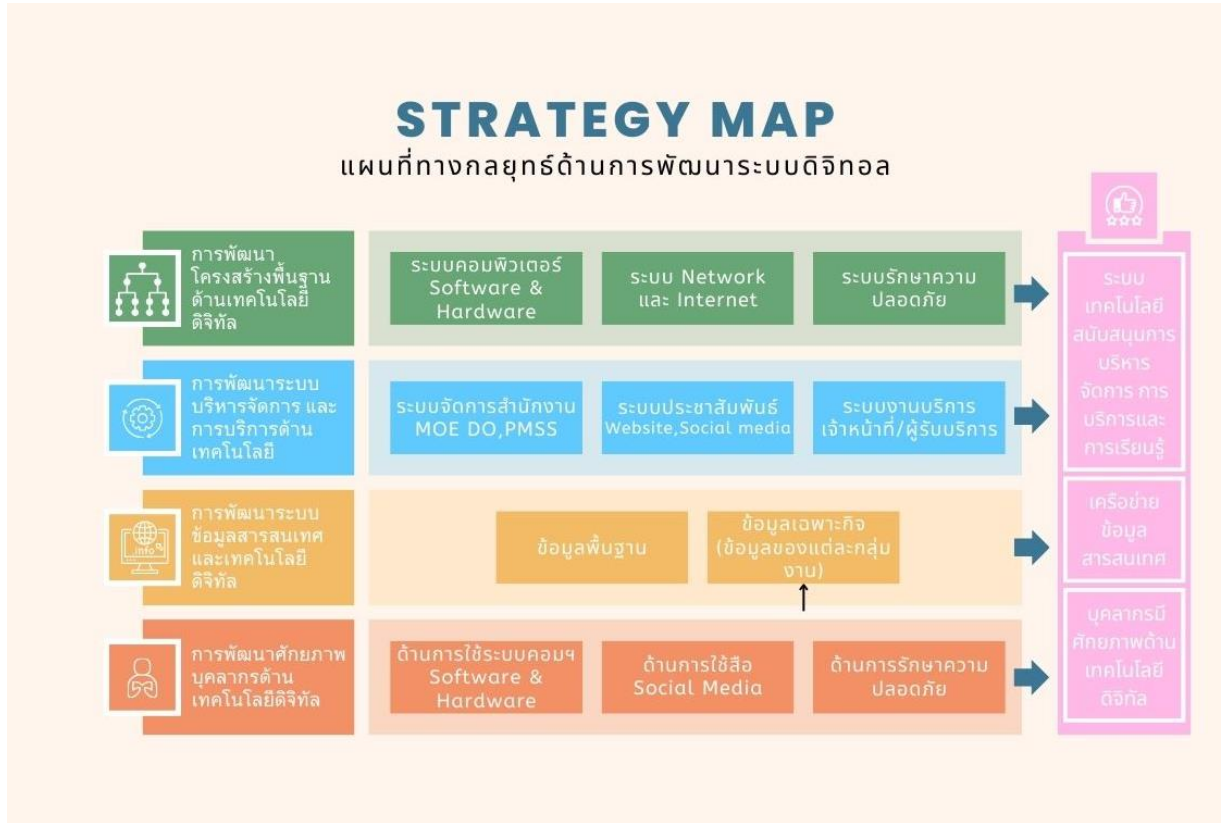 STRATEGY MAP
แผนที่ทางกลยุทธ์ด้านการพัฒนาระบบดิจิทอล
การพัฒนา
โครงสร้างพื้นฐาน
ด้านเทคโนโลยี
ดิจิทัล
ระบบคอมพิวเตอร์
Software &
Hardware
ระบบ Network
และ Internet
ระบบรักษาความ
ปลอดภัย
การพัฒนาระบบ
บริหารจัดการ และ
การบริการด้าน
เทคโนโลยี
ระบบจัดการสำนักงาน
MOE DO,PMSS
ระบบประชาสัมพันธ์
Website,Social media
ระบบงานบริการ
เจ้าหน้าที่/ผู้รับบริการ
.info
การพัฒนาระบบ
ข้อมูลสารสนเทศ
และเทคโนโลยี
ดิจิทัล
ข้อมูลพื้นฐาน
ข้อมูลเฉพาะกิจ
(ข้อมูลของแต่ละกลุ่ม
งาน)
การพัฒนาศักยภาพ
บุคลากรด้าน
เทคโนโลยีดิจิทัล
ด้านการใช้ระบบคอมฯ
Software &
Hardware
ด้านการใช้สือ
Social Media
ด้านการรักษาความ
ปลอดภัย
ระบบ
เทคโนโลยี
สนับสนุนการ
บริหาร
จัดการ การ
บริการและ
การเรียนรู้
เครือข่าย
ข้อมูล
สารสนเทศ
บุคลากรมี
ศักยภาพด้าน
เทคโนโลยี
ดิจิทัล